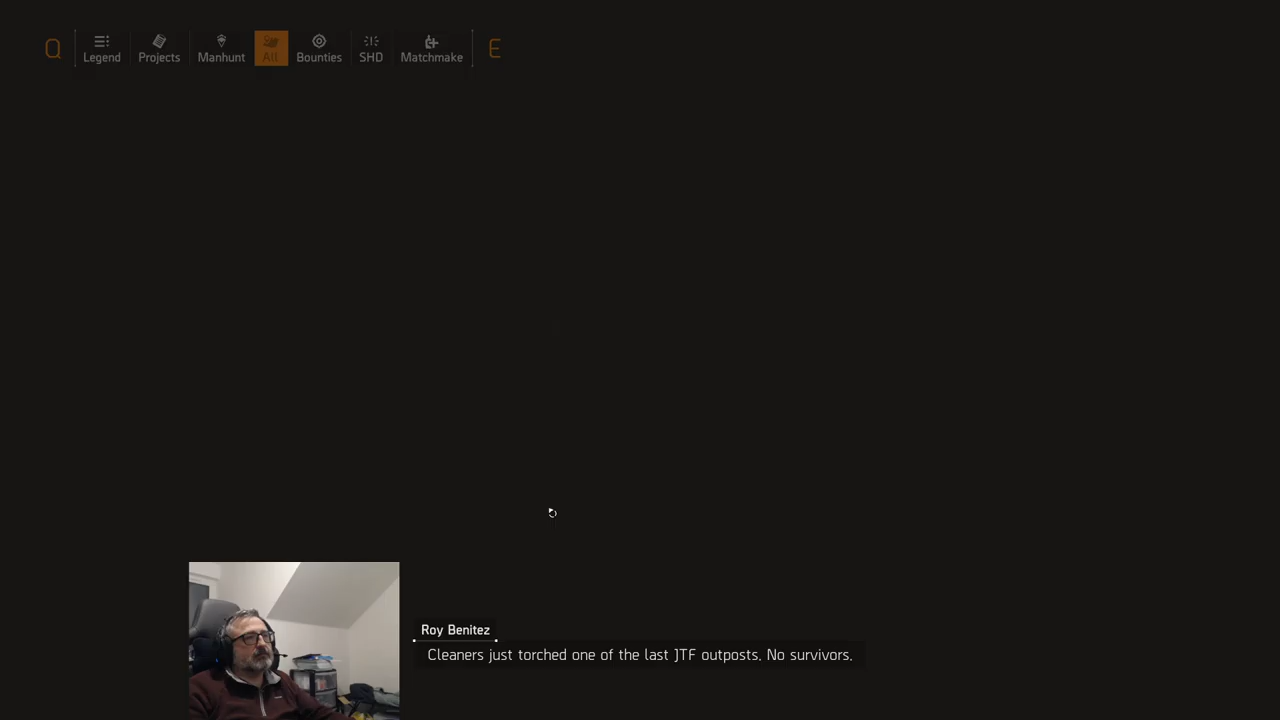 Q Legend Projects Manhunt All Bounties SHD Matchmake E
Roy Benitez
Cleaners just torched one of the last JTF outposts. No survivors.